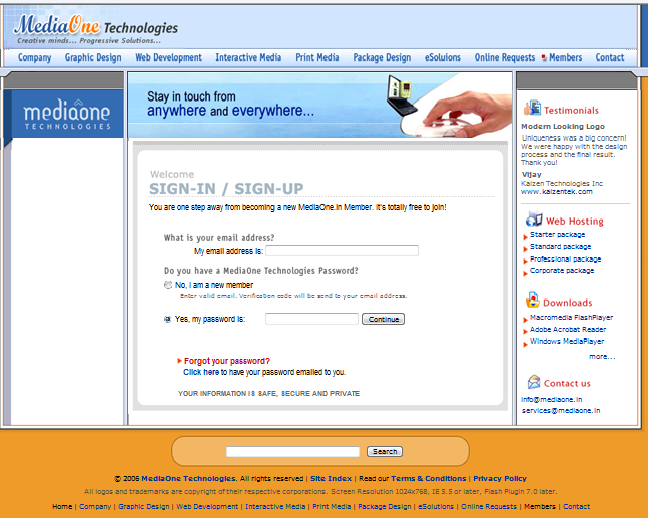 MediaOne Technologies
Creative minds... Progressive Solutions...
Company Graphic Design Web Development Interactive Media Print Media Package Design eSoluions Online Requests Members Contact
mediaone
TECHNOLOGIES
Stay in touch from
anywhere and everywhere...
Welcome
SIGN-IN / SIGN-UP
You are one step away from becoming a new MediaOne.In Member. It's totally free to join!
What is your email address?
My email address is:
Do you have a MediaOne Technologies Password?
No, I am a new member
Enter valid email. Verification code will be send to your email address.
Yes, my password is: Continue
Forgot your password?
Click here to have your password emailed to you.
YOUR INFORMATION IS SAFE, SECURE AND PRIVATE
Testimonials
Modern Looking Logo
Uniqueness was a big concern!
We were happy with the design
process and the final result.
Thank you!
Vijay
Kaizen Technologies Inc
www.kaizentek.com
Web Hosting
Starter package
Standard package
Professional package
Corporate package
Downloads
Macromedia FlashPlayer
Adobe Acrobat Reader
Windows MediaPlayer
more...
Contact us
info@mediaone.in
services@mediaone.in
Search
© 2006 MediaOne Technologies. All rights reserved | Site Index | Read our Terms & Conditions | Privacy Policy
All logos and trademarks are copyright of their respective corporations. Screen Resolution 1024x768, IE 5.5 or later, Flash Plugin 7.0 later.
Home | Company | Graphic Design | Web Development | Interactive Media | Print Media | Package Design | eSolutions | Online Requests | Members | Contact